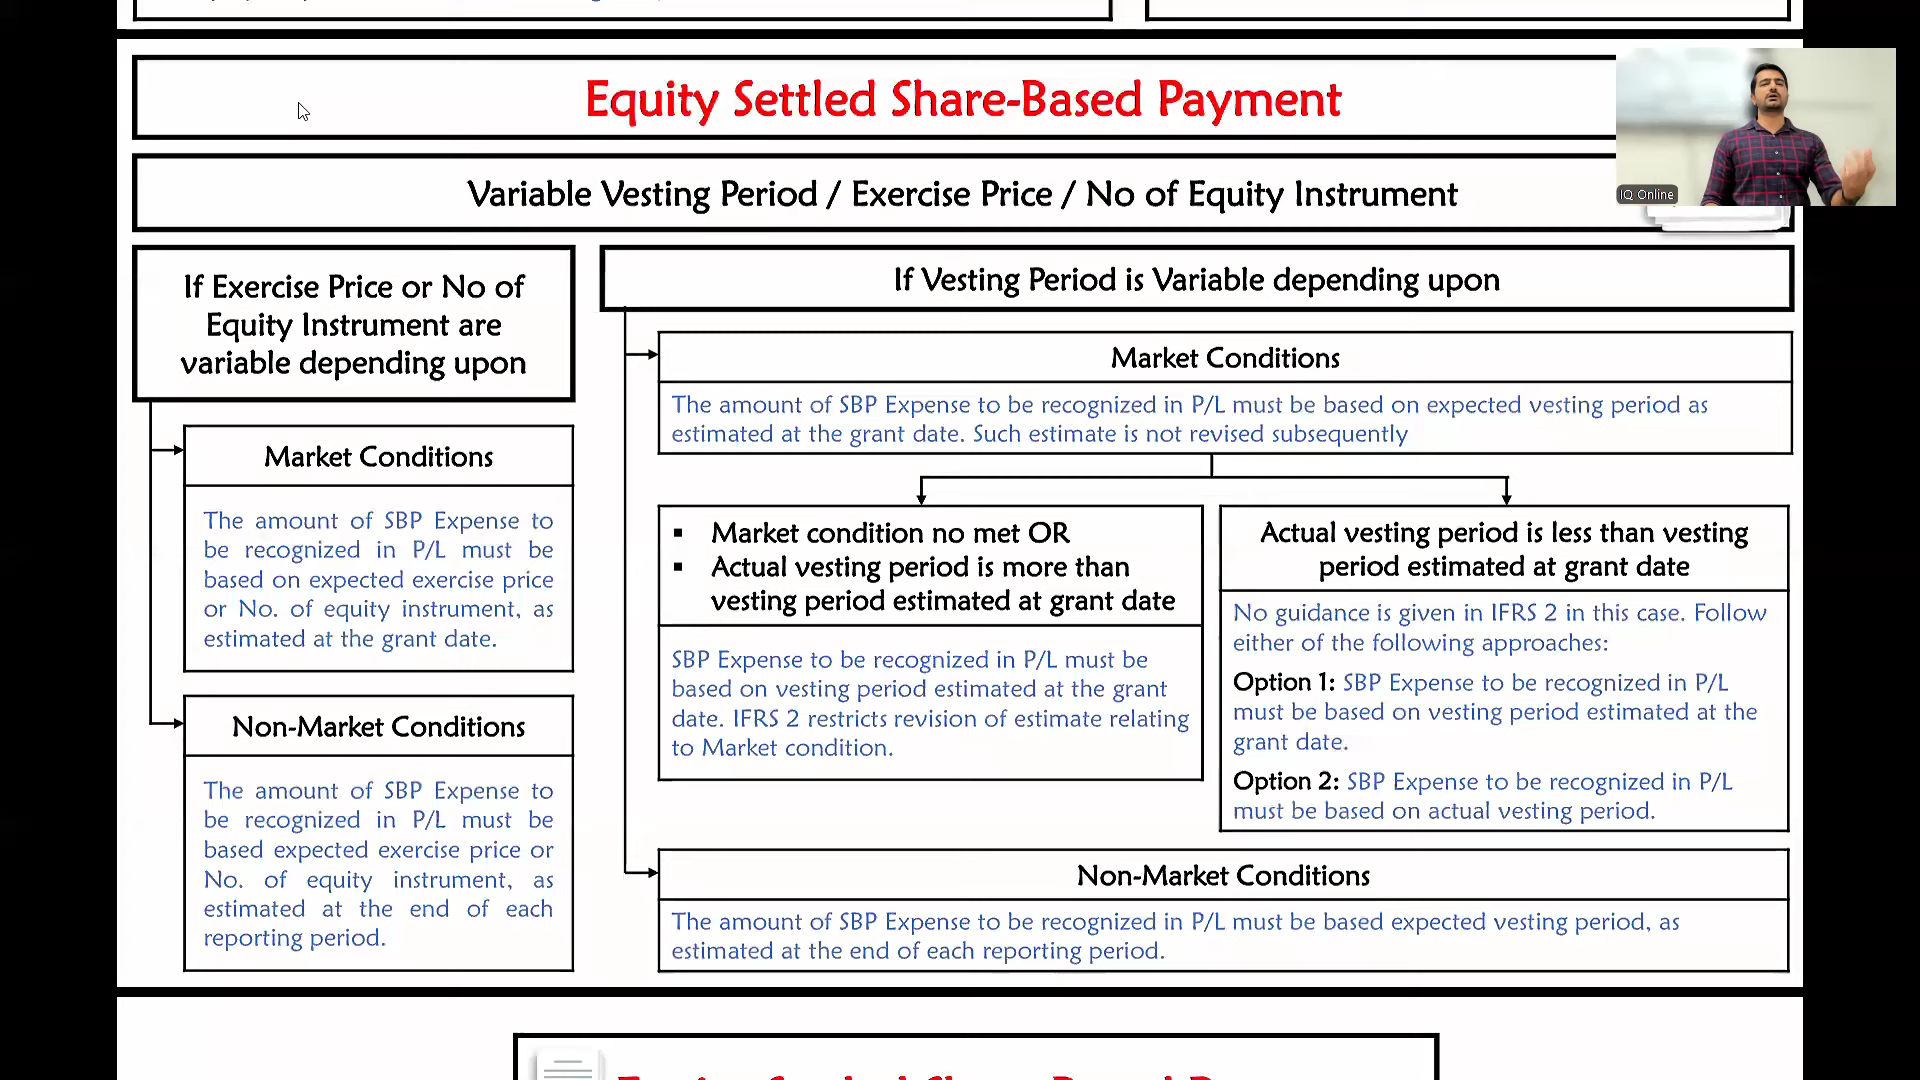 Equity Settled Share-Based Payment
IQ Online
Variable Vesting Period / Exercise Price / No of Equity Instrument
If Exercise Price or No of
Equity Instrument are
variable depending upon
Market Conditions
The amount of SBP Expense to
be recognized in P/L must be
based on expected exercise price
or No. of equity instrument, as
estimated at the grant date.
Non-Market Conditions
The amount of SBP Expense to
be recognized in P/L must be
based expected exercise price or
No. of equity instrument, as
estimated at the end of each
reporting period.
If Vesting Period is Variable depending upon
Market Conditions
The amount of SBP Expense to be recognized in P/L must be based on expected vesting period as
estimated at the grant date. Such estimate is not revised subsequently
▪ Market condition no met OR
▪ Actual vesting period is more than
vesting period estimated at grant date
SBP Expense to be recognized in P/L must be
based on vesting period estimated at the grant
date. IFRS 2 restricts revision of estimate relating
to Market condition.
Actual vesting period is less than vesting
period estimated at grant date
No guidance is given in IFRS 2 in this case. Follow
either of the following approaches:
Option 1: SBP Expense to be recognized in P/L
must be based on vesting period estimated at the
grant date.
Option 2: SBP Expense to be recognized in P/L
must be based on actual vesting period.
Non-Market Conditions
The amount of SBP Expense to be recognized in P/L must be based expected vesting period, as
estimated at the end of each reporting period.